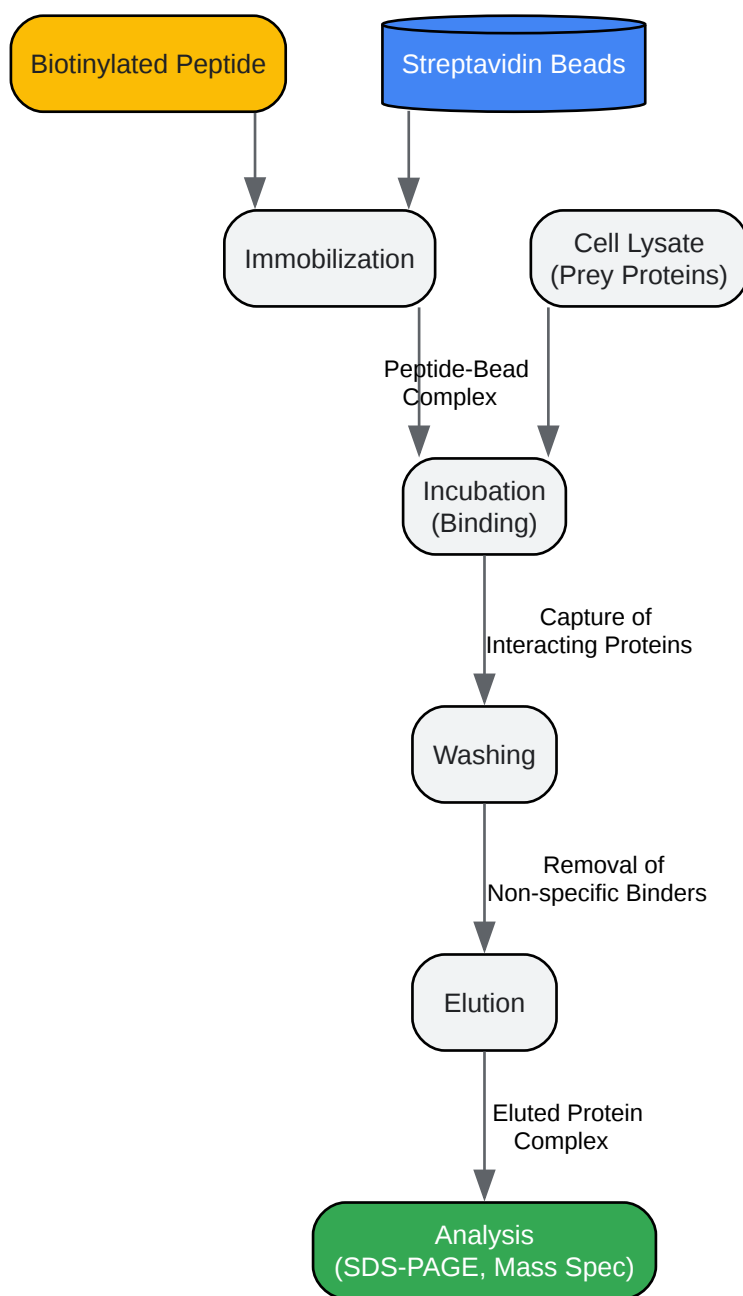 Biotinylated Peptide
Streptavidin Beads
Immobilization
Cell Lysate
(Prey Proteins)
Peptide-Bead
Complex
Incubation
(Binding)
Capture of
Interacting Proteins
Washing
Removal of
Non-specific Binders
Elution
Eluted Protein
Complex
Analysis
(SDS-PAGE, Mass Spec)